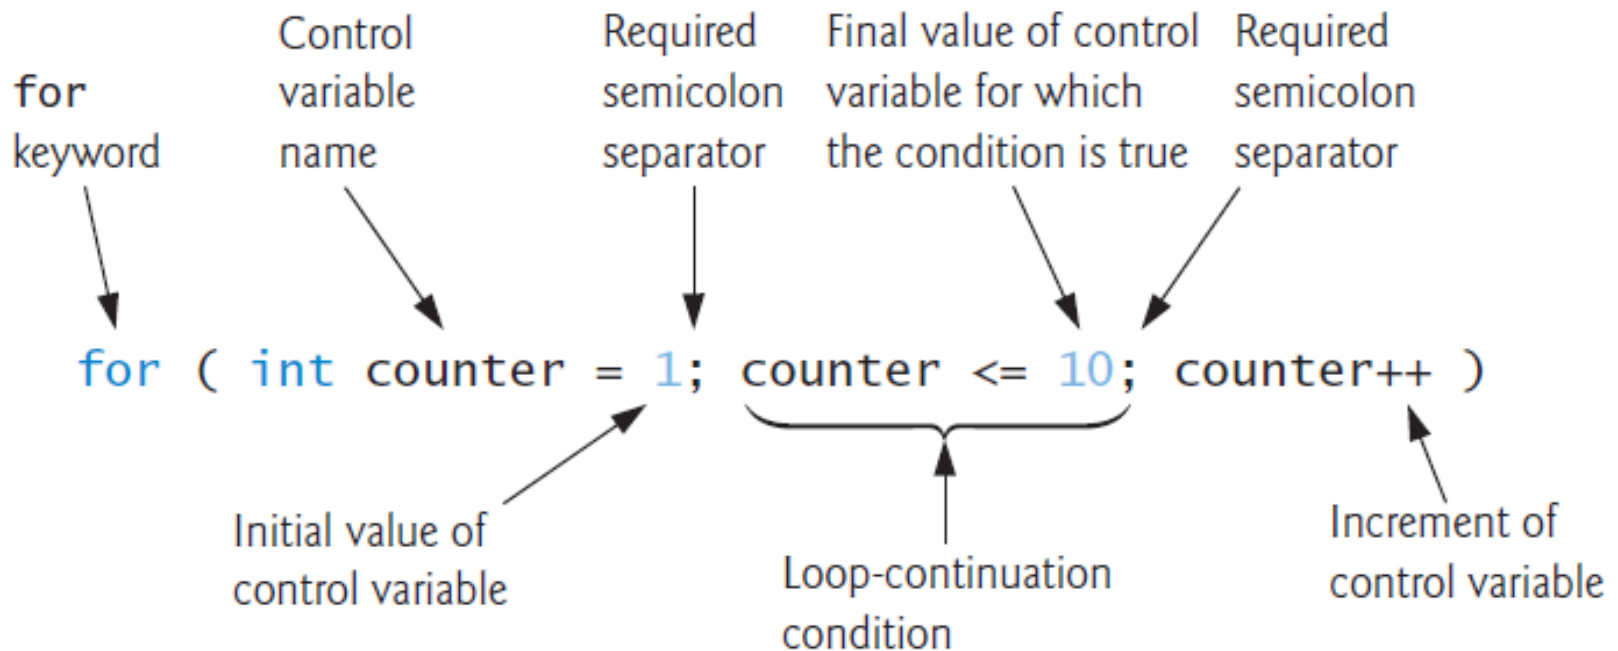 for
keyword
Control
variable
name
Required
semicolon
separator
Final value of control
variable for which
the condition is true
Required
semicolon
separator
for ( int counter = 1; counter <= 10; counter++ )
Initial value of
control variable
Loop-continuation
condition
Increment of
control variable